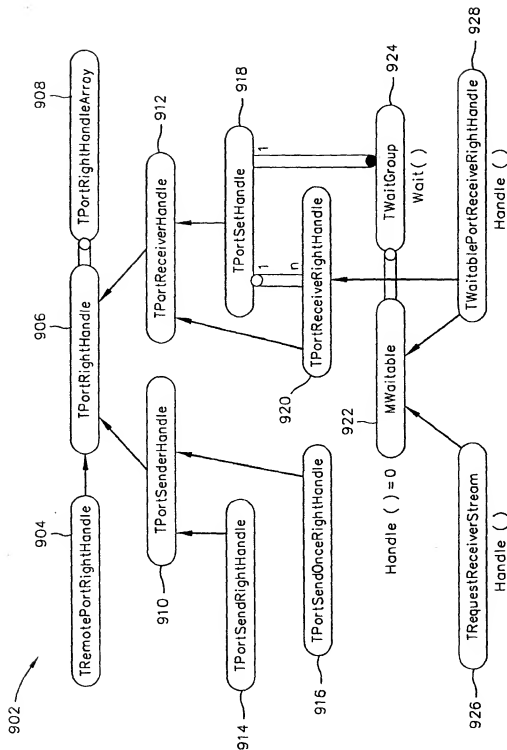 902
904
TRemotePortRightHandle
906
TPortRightHandle
908
TPortRightHandleArray
910
TPortSenderHandle
912
TPortReceiverHandle
914
TPortSendRightHandle
916
TPortSendOnceRightHandle
918
TPortSetHandle
1
1
n
920
TPortReceiveRightHandle
922
MWaitable
Handle ( ) = 0
924
TWaitGroup
Wait ( )
926
TRequestReceiverStream
Handle ( )
928
TWaitablePortReceiveRightHandle
Handle ( )